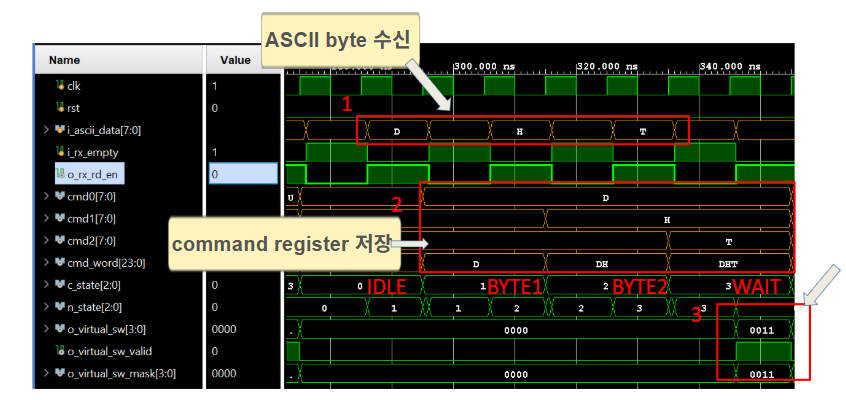 ASCII byte 수신
Name Value
300.000 ns 320.000 ns 340.000 ns
clk 1
1
rst 0
i_ascii_data[7:0] D H T
i_rx_empty 1
o_rx_rd_en 0
cmd0[7:0] U D
2
cmd1[7:0] H
cmd2[7:0] T
command register 저장
cmd_word[23:0] D DH DHT
c_state[2:0] 0 3 0 IDLE 1 BYTE1 2 BYTE2 3 WAIT
n_state[2:0] 0 0 1 1 2 2 3 3
3
o_virtual_sw[3:0] 0000 . 0000 0011
o_virtual_sw_valid 0
o_virtual_sw_mask[3:0] 0000 . 0000 0011